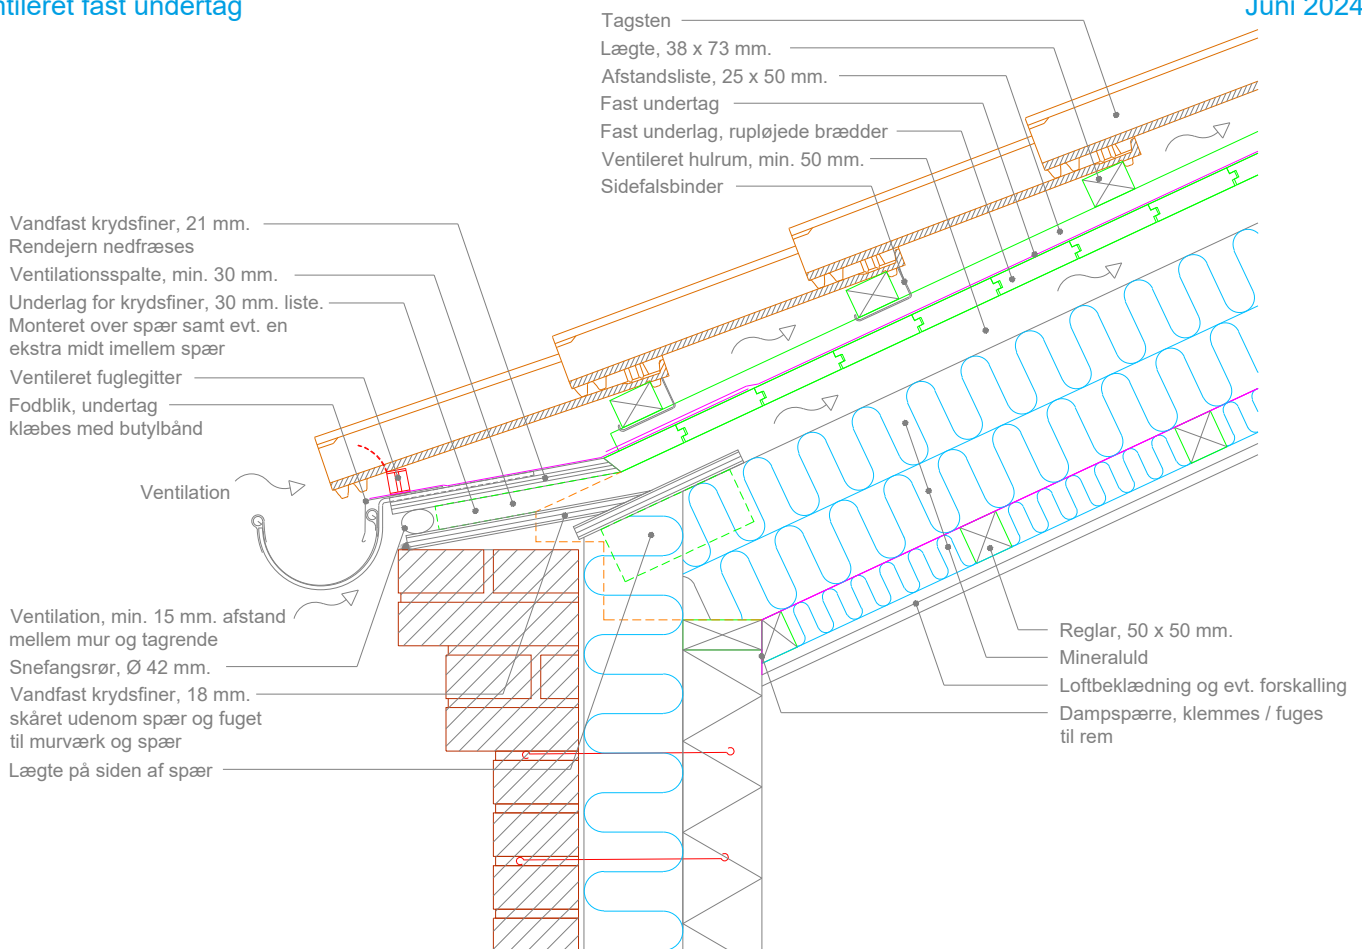 ntileret fast undertag
Juni 2024
Tagsten
Lægte, 38 x 73 mm.
Afstandsliste, 25 x 50 mm.
Fast undertag
Fast underlag, rupløjede brædder
Ventileret hulrum, min. 50 mm.
Sidefalsbinder
Vandfast krydsfiner, 21 mm.
Rendejern nedfræses
Ventilationsspalte, min. 30 mm.
Underlag for krydsfiner, 30 mm. liste.
Monteret over spær samt evt. en
ekstra midt imellem spær
Ventileret fuglegitter
Fodblik, undertag
klæbes med butylbånd
Ventilation
Ventilation, min. 15 mm. afstand
mellem mur og tagrende
Snefangsrør, Ø 42 mm.
Vandfast krydsfiner, 18 mm.
skåret udenom spær og fuget
til murværk og spær
Lægte på siden af spær
Reglar, 50 x 50 mm.
Mineraluld
Loftbeklædning og evt. forskalling
Dampspærre, klemmes / fuges
til rem